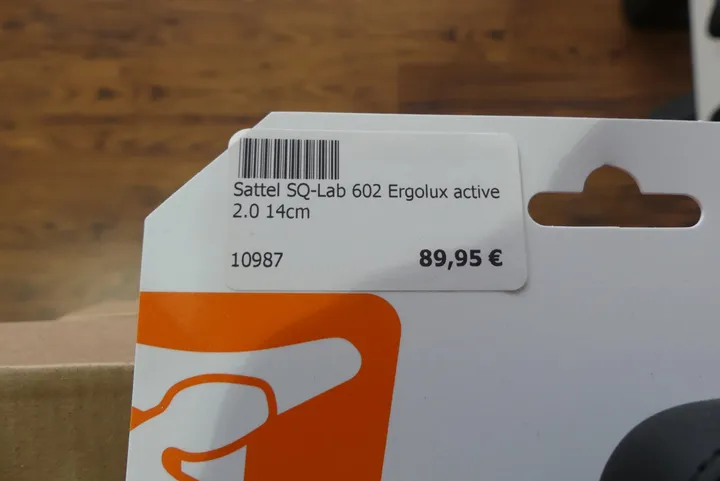 Sattel SQ-Lab 602 Ergolux active
2.0 14cm
10987 89,95 €